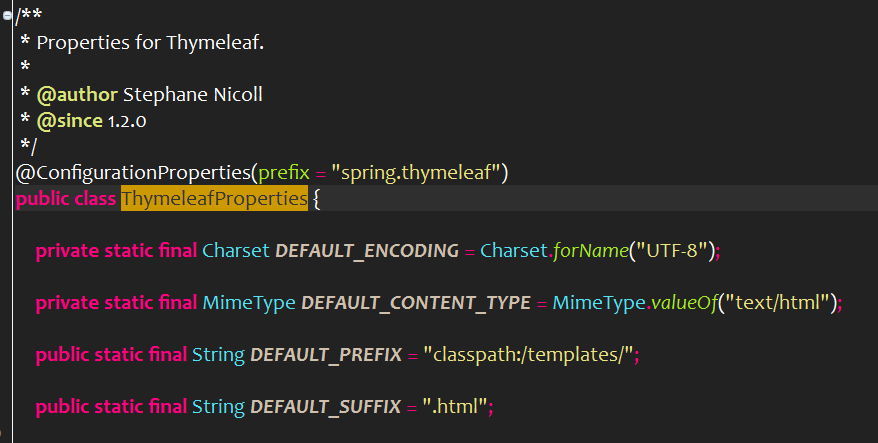 /**
 * Properties for Thymeleaf.
 *
 * @author Stephane Nicoll
 * @since 1.2.0
 */
@ConfigurationProperties(prefix = "spring.thymeleaf")
public class ThymeleafProperties {
private static final Charset DEFAULT_ENCODING = Charset.forName("UTF-8");
private static final MimeType DEFAULT_CONTENT_TYPE = MimeType.valueOf("text/html");
public static final String DEFAULT_PREFIX = "classpath:/templates/";
public static final String DEFAULT_SUFFIX = ".html";